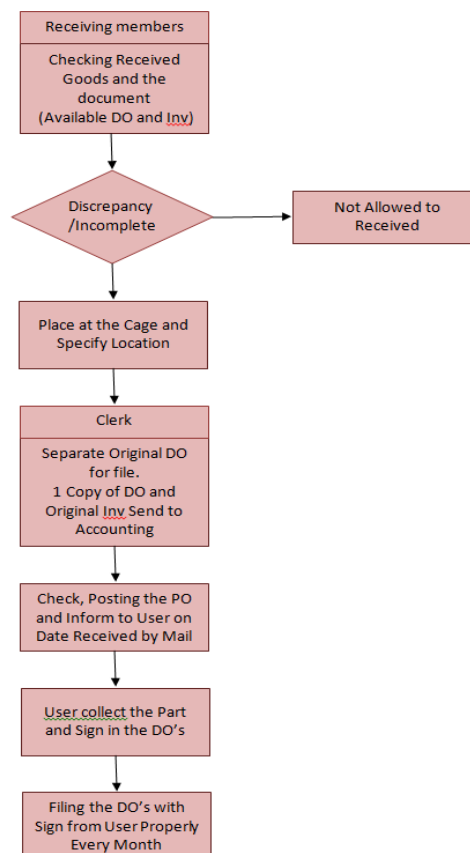 Receiving members
Checking Received
Goods and the
document
(Available DO and Inv)
Discrepancy
/Incomplete
Not Allowed to
Received
Place at the Cage and
Specify Location
Clerk
Separate Original DO
for file.
1 Copy of DO and
Original Inv Send to
Accounting
Check, Posting the PO
and Inform to User on
Date Received by Mail
User collect the Part
and Sign in the DO's
Filing the DO's with
Sign from User Properly
Every Month